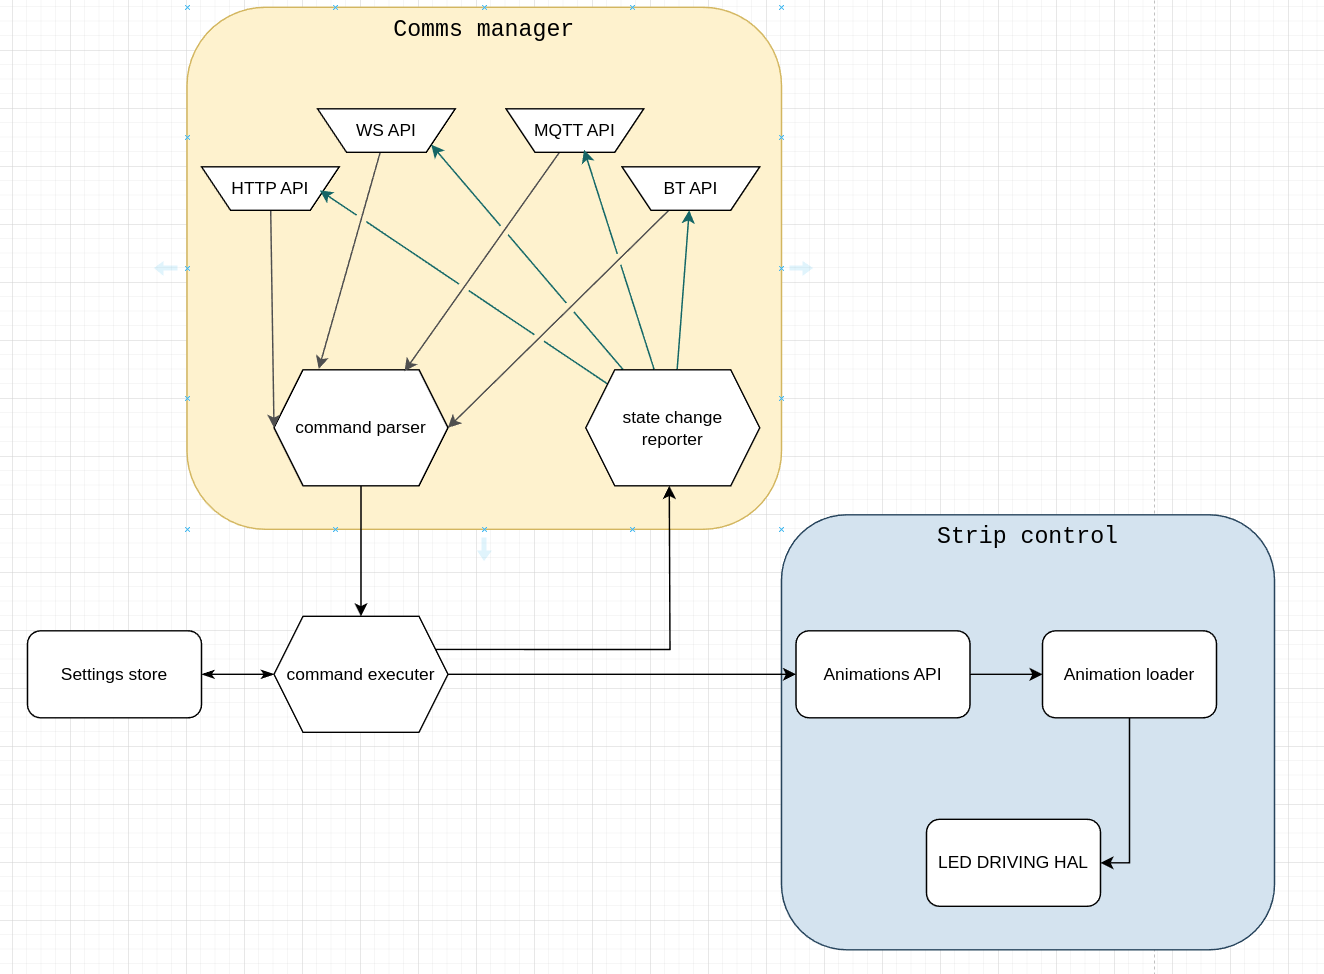 Comms manager
WS API
MQTT API
HTTP API
BT API
command parser
state change
reporter
Strip control
Settings store
command executer
Animations API
Animation loader
LED DRIVING HAL